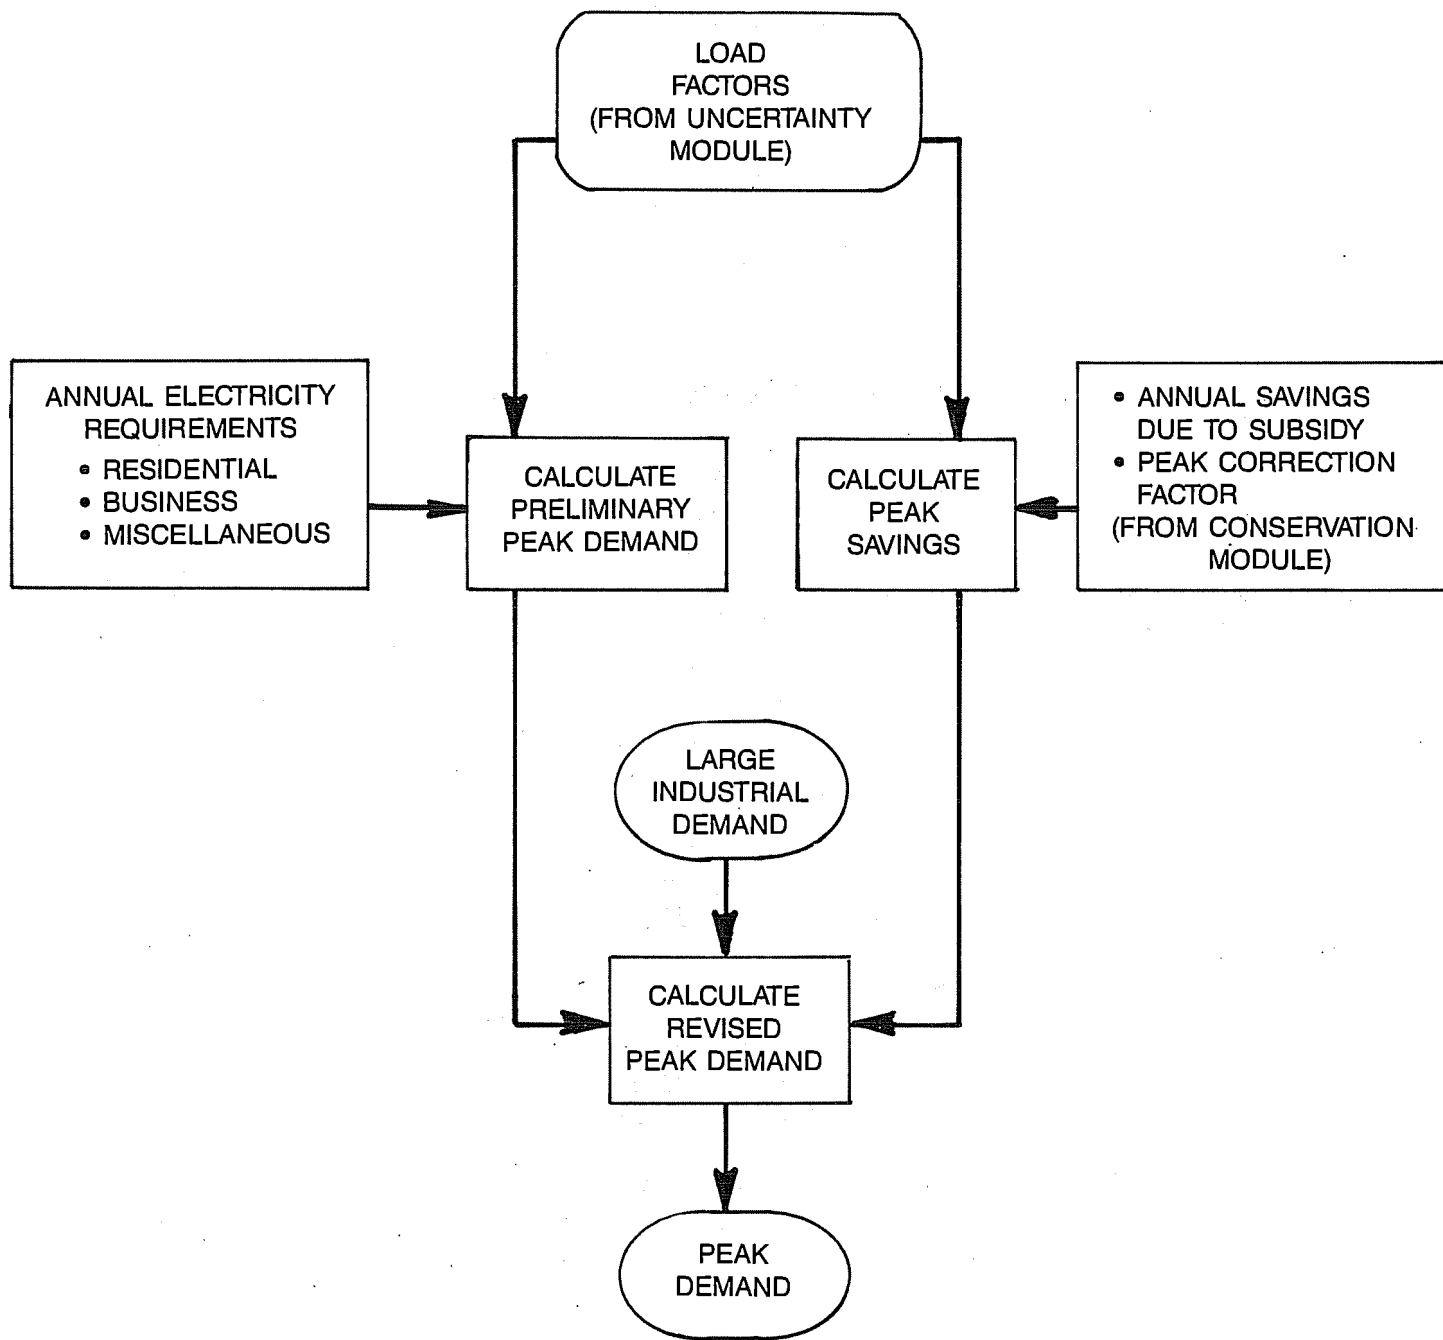 LOAD
FACTORS
(FROM UNCERTAINTY
MODULE)
ANNUAL ELECTRICITY
REQUIREMENTS
• RESIDENTIAL
• BUSINESS
• MISCELLANEOUS
CALCULATE
PRELIMINARY
PEAK DEMAND
CALCULATE
PEAK
SAVINGS
• ANNUAL SAVINGS
DUE TO SUBSIDY
• PEAK CORRECTION
FACTOR
(FROM CONSERVATION
MODULE)
LARGE
INDUSTRIAL
DEMAND
CALCULATE
REVISED
PEAK DEMAND
PEAK
DEMAND